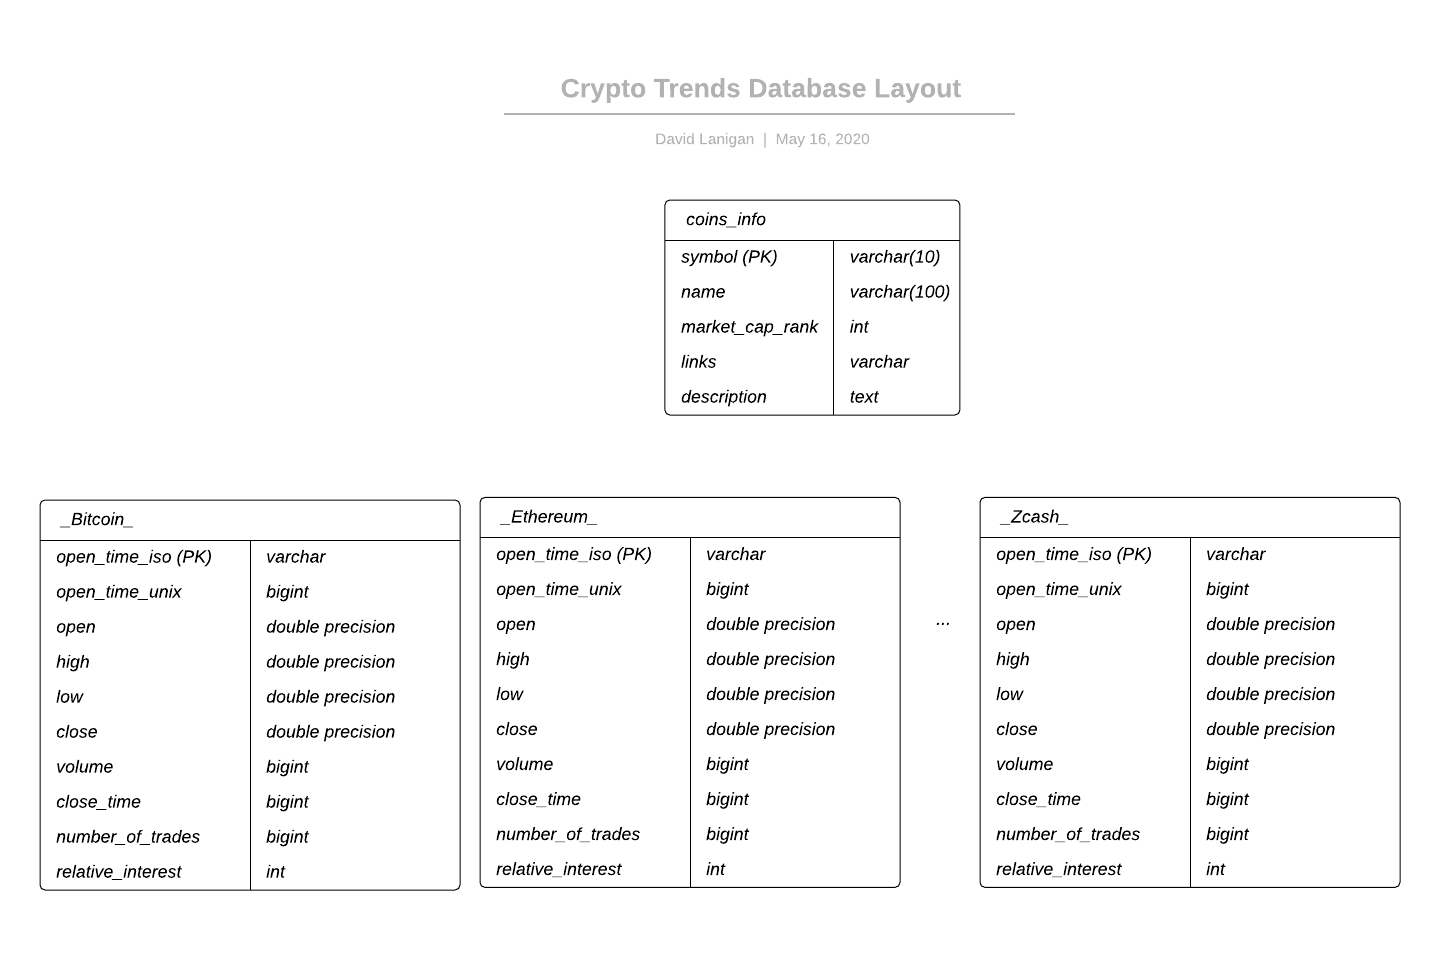 Crypto Trends Database Layout
David Lanigan | May 16, 2020
coins_info
symbol (PK) varchar(10)
name varchar(100)
market_cap_rank int
links varchar
description text
_Bitcoin_
open_time_iso (PK) varchar
open_time_unix bigint
open double precision
high double precision
low double precision
close double precision
volume bigint
close_time bigint
number_of_trades bigint
relative_interest int
_Ethereum_
open_time_iso (PK) varchar
open_time_unix bigint
open double precision
high double precision
low double precision
close double precision
volume bigint
close_time bigint
number_of_trades bigint
relative_interest int
...
_Zcash_
open_time_iso (PK) varchar
open_time_unix bigint
open double precision
high double precision
low double precision
close double precision
volume bigint
close_time bigint
number_of_trades bigint
relative_interest int